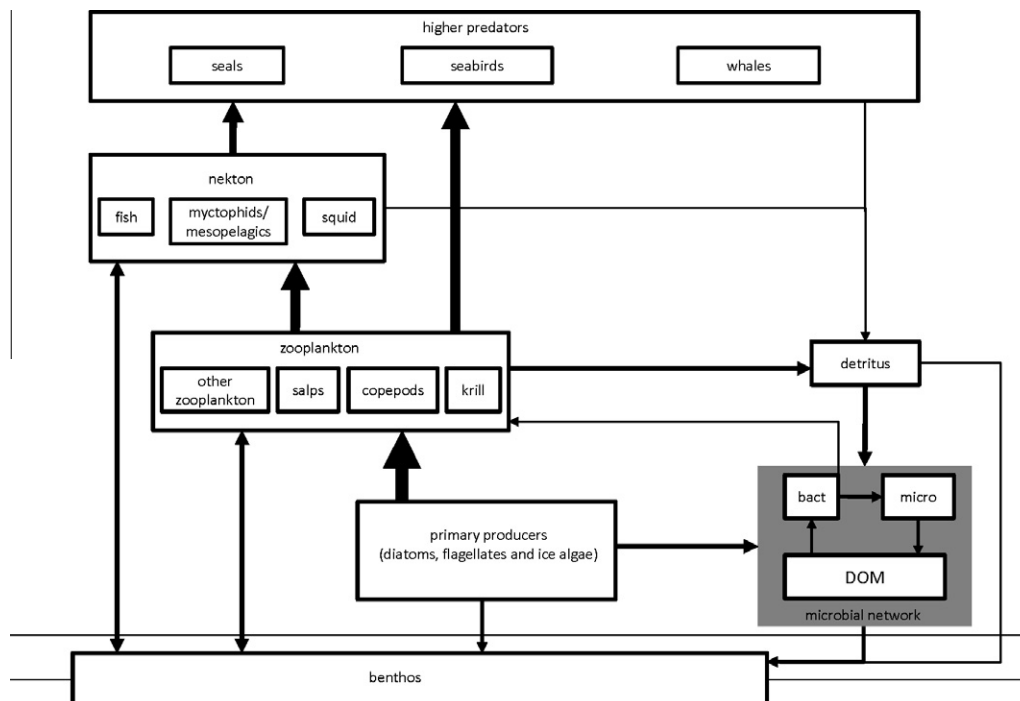 higher predators
seals
seabirds
whales
nekton
fish
myctophids/
mesopelagics
squid
zooplankton
other
zooplankton
salps
copepods
krill
detritus
primary producers
(diatoms, flagellates and ice algae)
bact
micro
DOM
microbial network
benthos